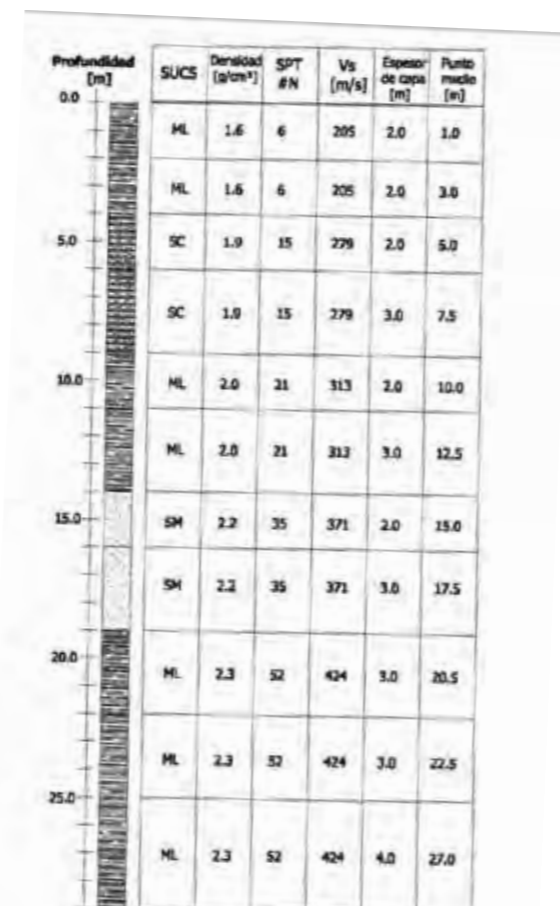 Profundidad [m] SUCS Densidad [g/cm³] SPT #N Vs [m/s] Espesor de capa [m] Punto medio [m]
0.0
ML 1.6 6 205 2.0 1.0
ML 1.6 6 205 2.0 3.0
5.0 SC 1.9 15 279 2.0 5.0
SC 1.9 15 279 3.0 7.5
10.0 ML 2.0 21 313 2.0 10.0
ML 2.0 21 313 3.0 12.5
15.0 SM 2.2 35 371 2.0 15.0
SM 2.2 35 371 3.0 17.5
20.0 ML 2.3 52 424 3.0 20.5
ML 2.3 52 424 3.0 22.5
25.0
ML 2.3 52 424 4.0 27.0